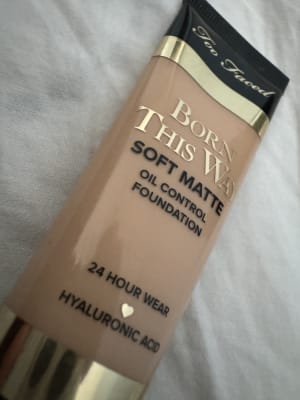 Too Faced
BORN
THIS WAY
SOFT MATTE
OIL CONTROL
FOUNDATION
24 HOUR WEAR
HYALURONIC ACID